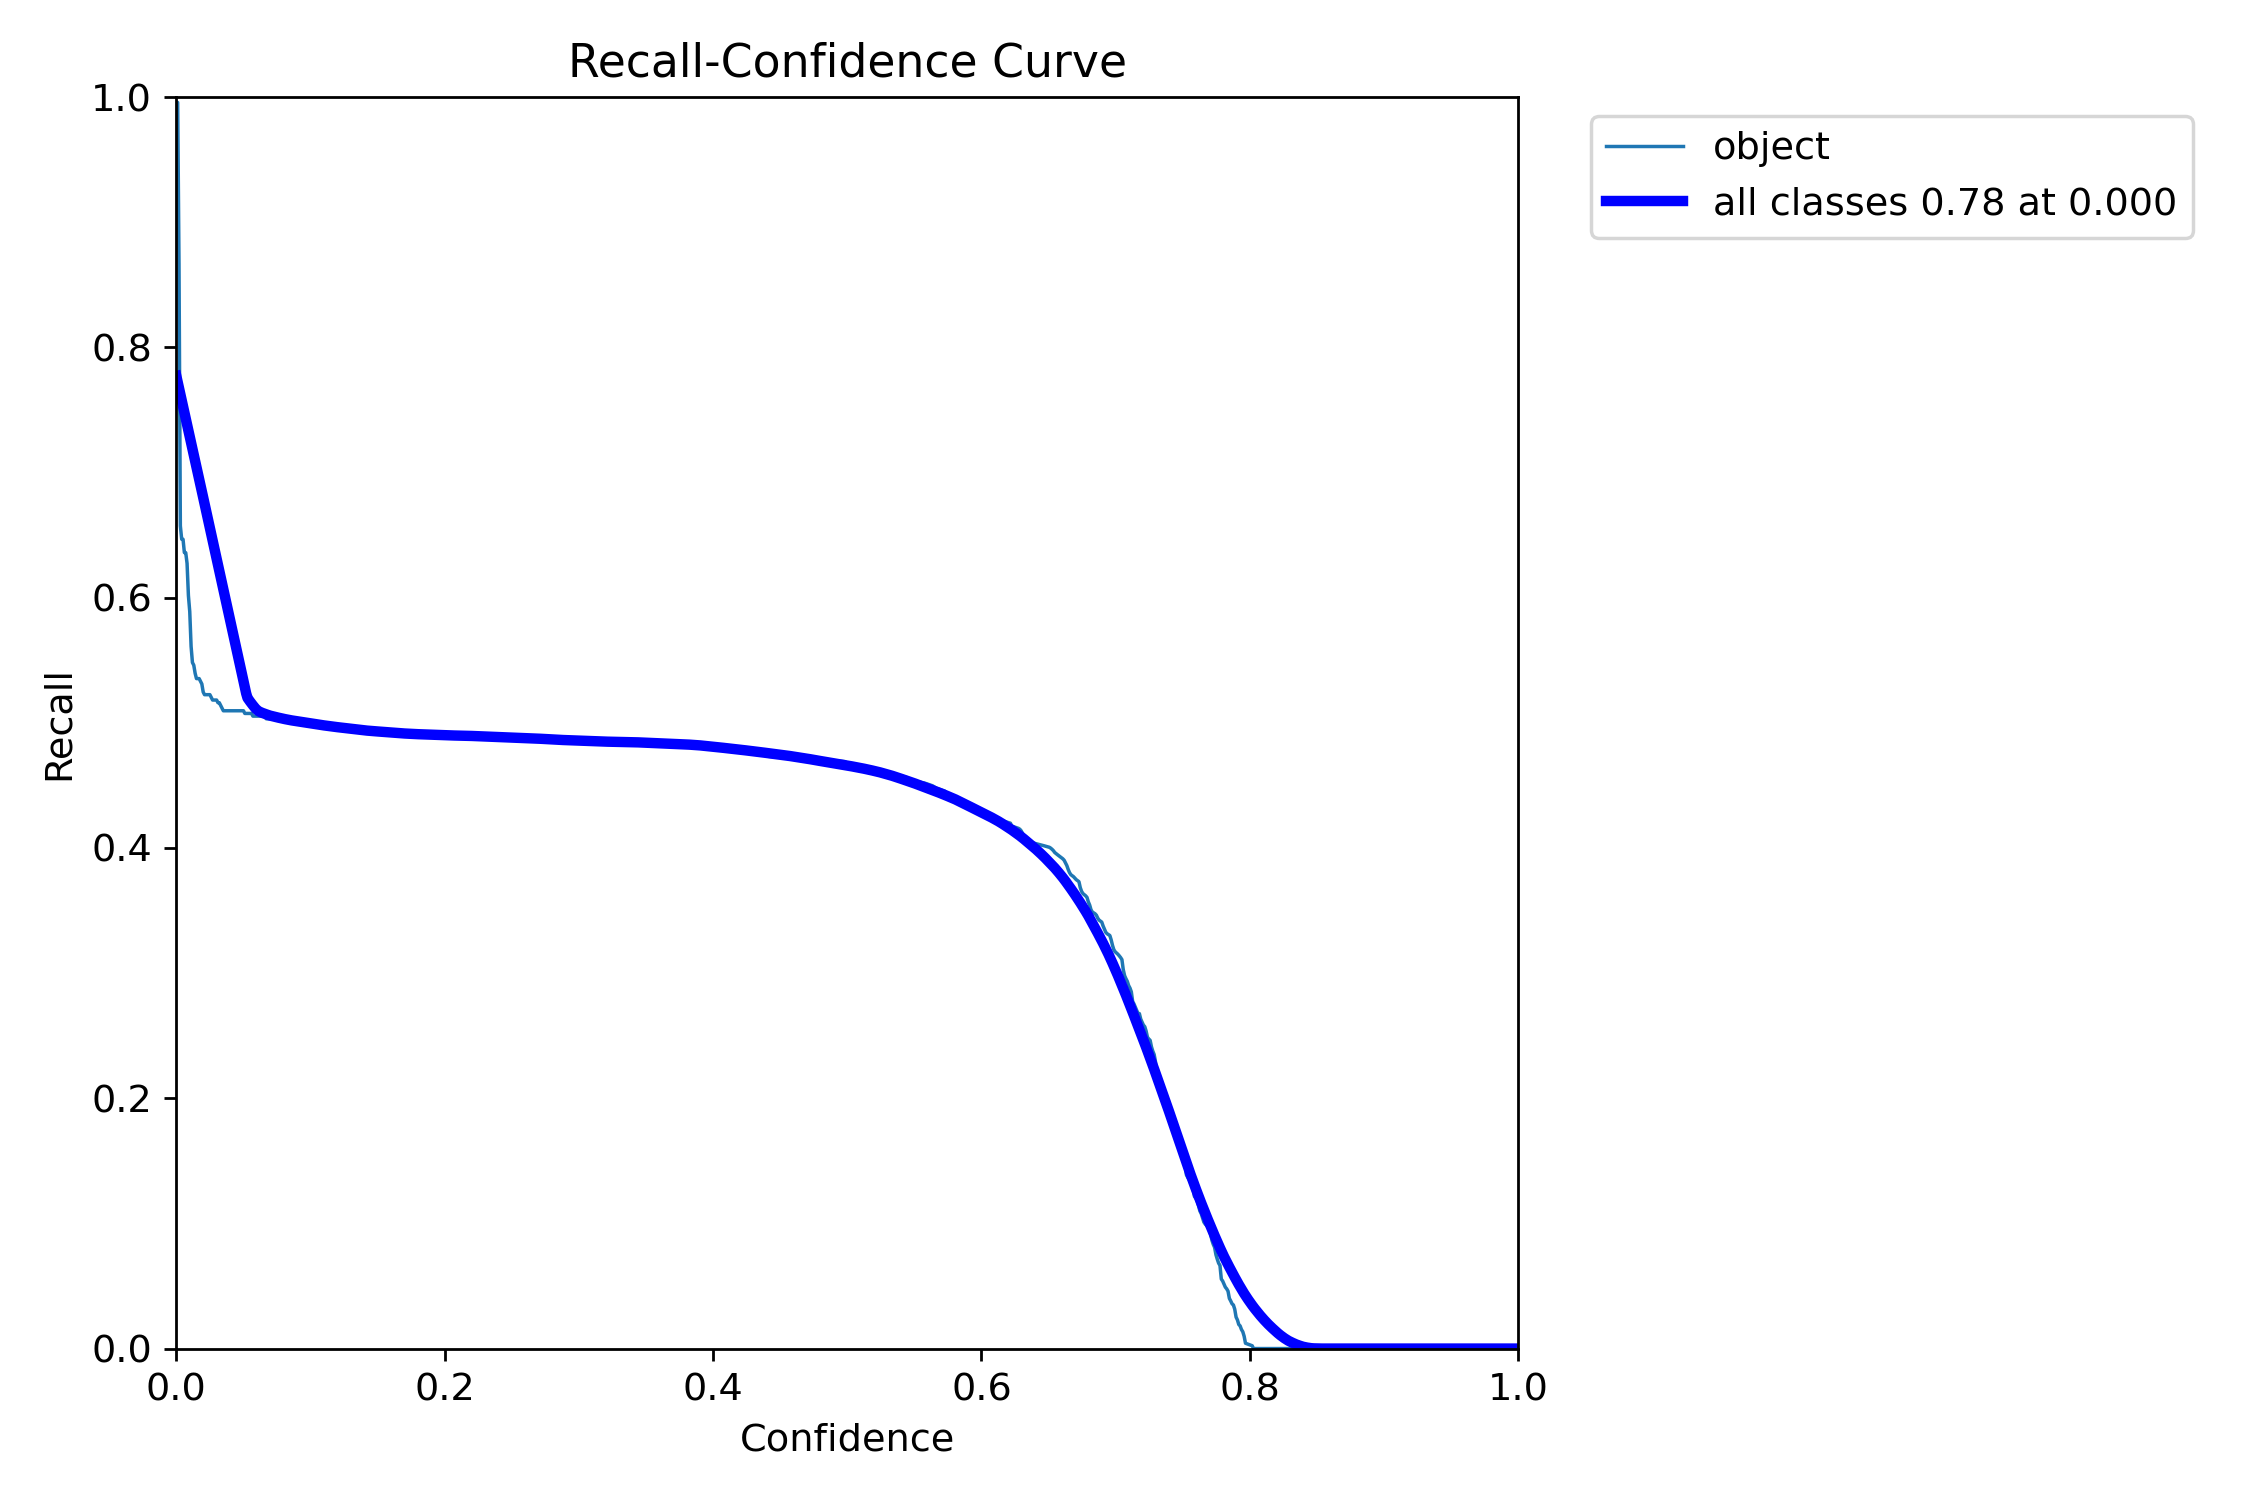 Recall-Confidence Curve
1.0
0.8
0.6
0.4
0.2
0.0
Recall
0.0 0.2 0.4 0.6 0.8 1.0
Confidence
object
all classes 0.78 at 0.000